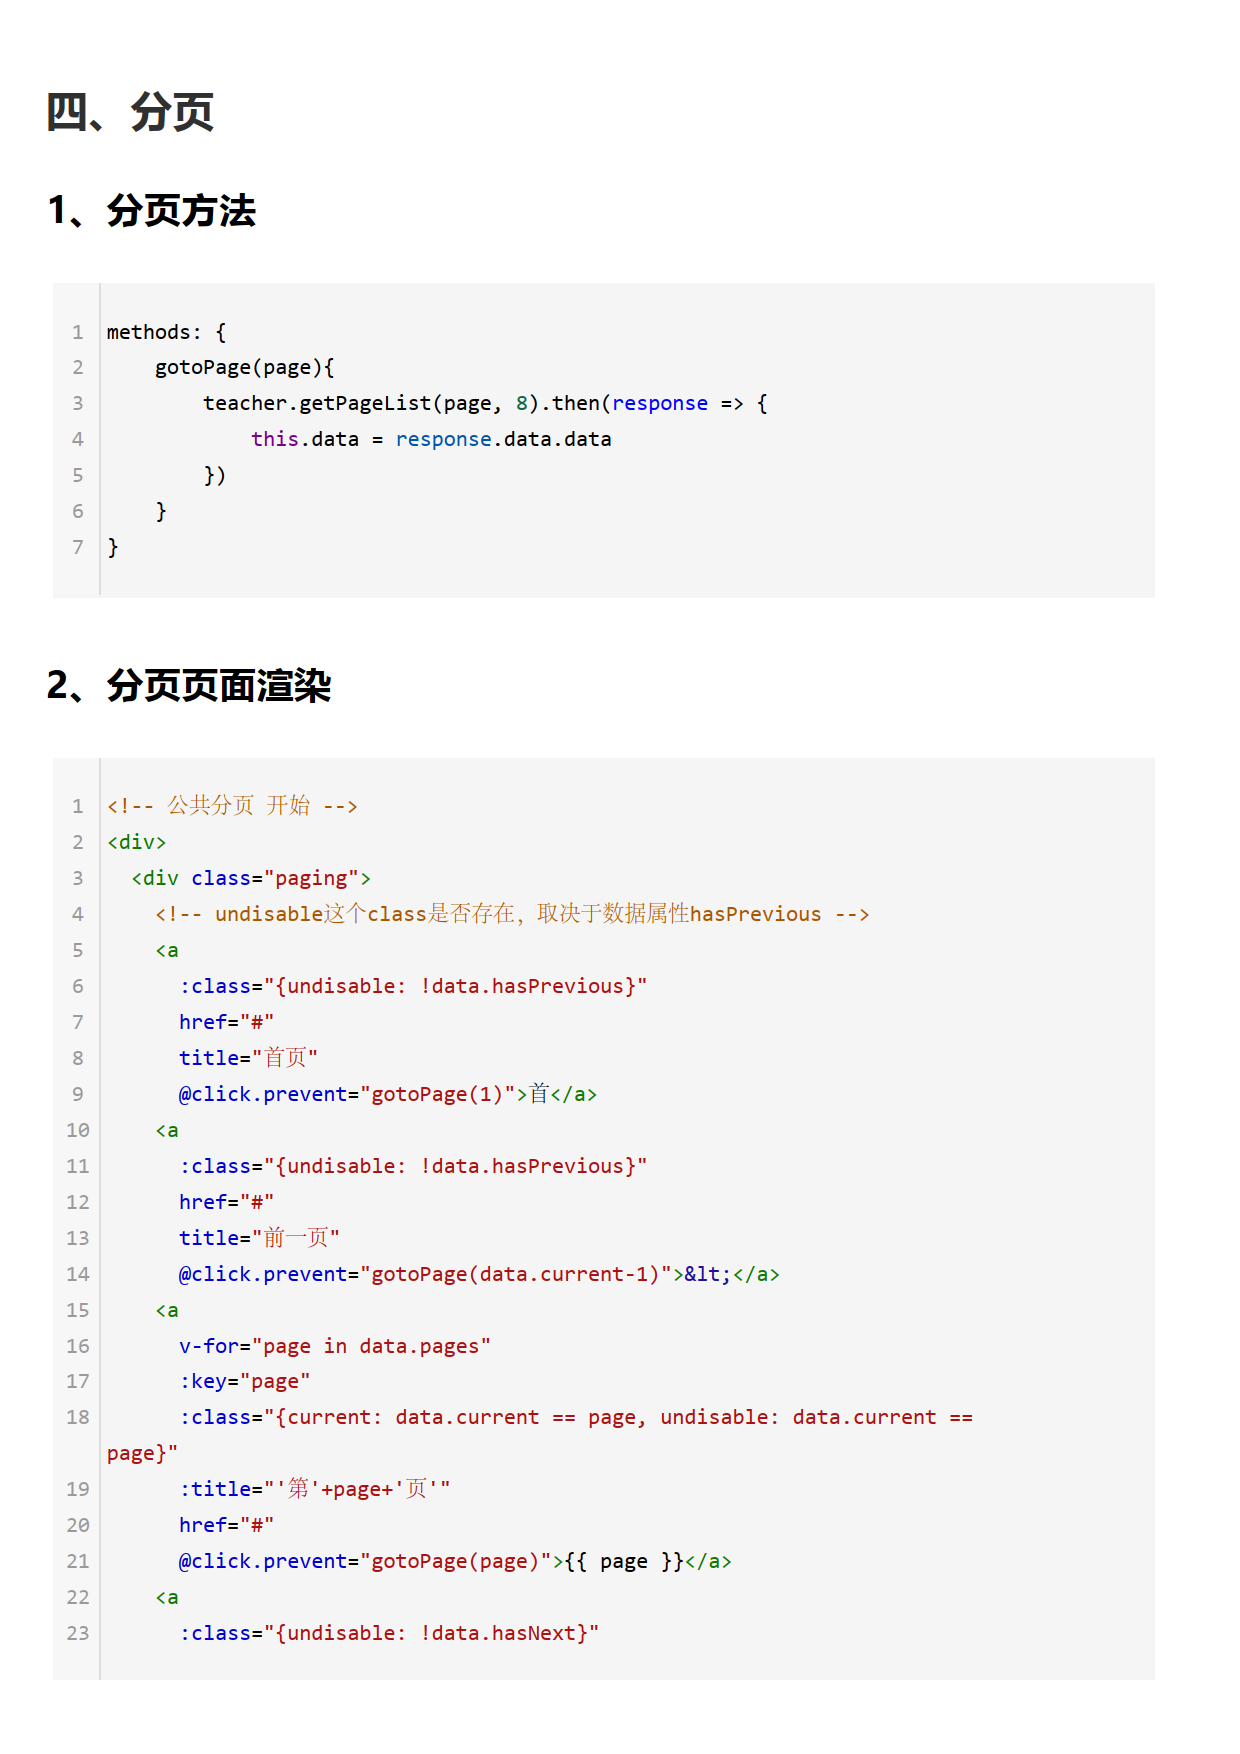 四、分页
1、分页方法
1 methods: {
2     gotoPage(page){
3         teacher.getPageList(page, 8).then(response => {
4             this.data = response.data.data
5         })
6     }
7 }
2、分页页面渲染
1 <!-- 公共分页 开始 -->
2 <div>
3   <div class="paging">
4     <!-- undisable这个class是否存在，取决于数据属性hasPrevious -->
5     <a
6       :class="{undisable: !data.hasPrevious}"
7       href="#"
8       title="首页"
9       @click.prevent="gotoPage(1)">首</a>
10     <a
11       :class="{undisable: !data.hasPrevious}"
12       href="#"
13       title="前一页"
14       @click.prevent="gotoPage(data.current-1)">&lt;</a>
15     <a
16       v-for="page in data.pages"
17       :key="page"
18       :class="{current: data.current == page, undisable: data.current ==
page}"
19       :title="'第'+page+'页'"
20       href="#"
21       @click.prevent="gotoPage(page)">{{ page }}</a>
22     <a
23       :class="{undisable: !data.hasNext}"